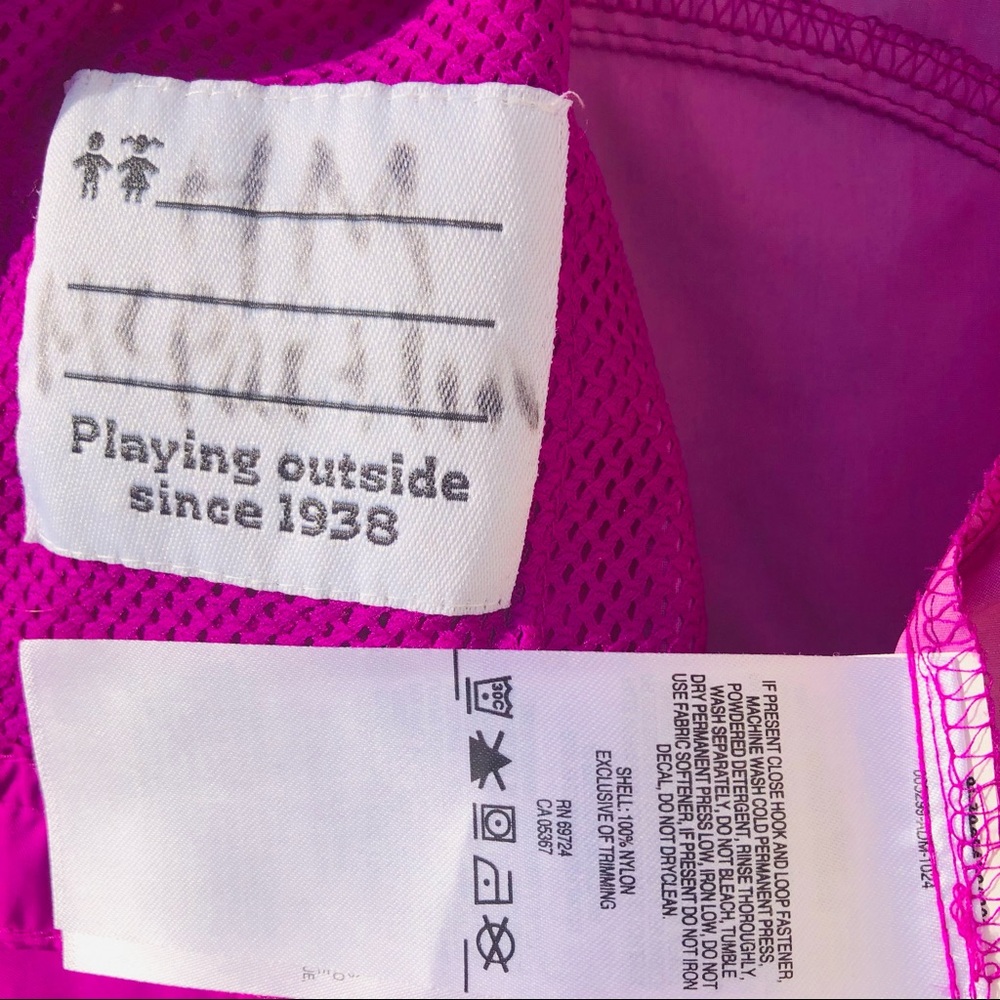 Playing outside
since 1938
30C
IF PRESENT CLOSE HOOK AND LOOP FASTENER,
MACHINE WASH COLD PERMANENT PRESS,
POWDERED DETERGENT, RINSE THOROUGHLY,
WASH SEPARATELY, DO NOT BLEACH, TUMBLE
DRY PERMANENT PRESS LOW, IRON LOW, DO NOT
USE FABRIC SOFTENER, IF PRESENT DO NOT IRON
DECAL, DO NOT DRYCLEAN.
SHELL: 100% NYLON
EXCLUSIVE OF TRIMMING
RN 69724
CA 05367